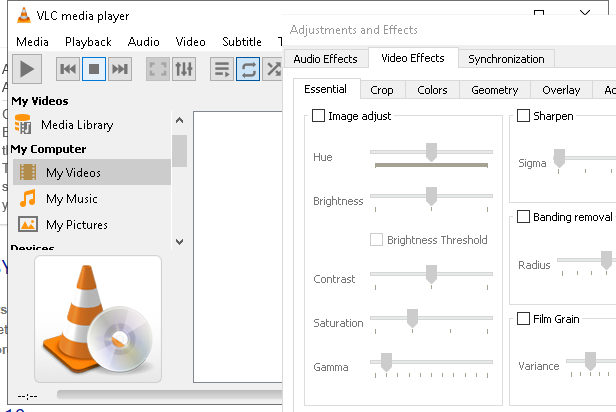 VLC media player
Media Playback Audio Video Subtitle
My Videos
Media Library
My Computer
My Videos
My Music
My Pictures
Devices
--:--
Adjustments and Effects
Audio Effects Video Effects Synchronization
Essential Crop Colors Geometry Overlay
Image adjust
Hue
Brightness
Brightness Threshold
Contrast
Saturation
Gamma
Sharpen
Sigma
Banding removal
Radius
Film Grain
Variance